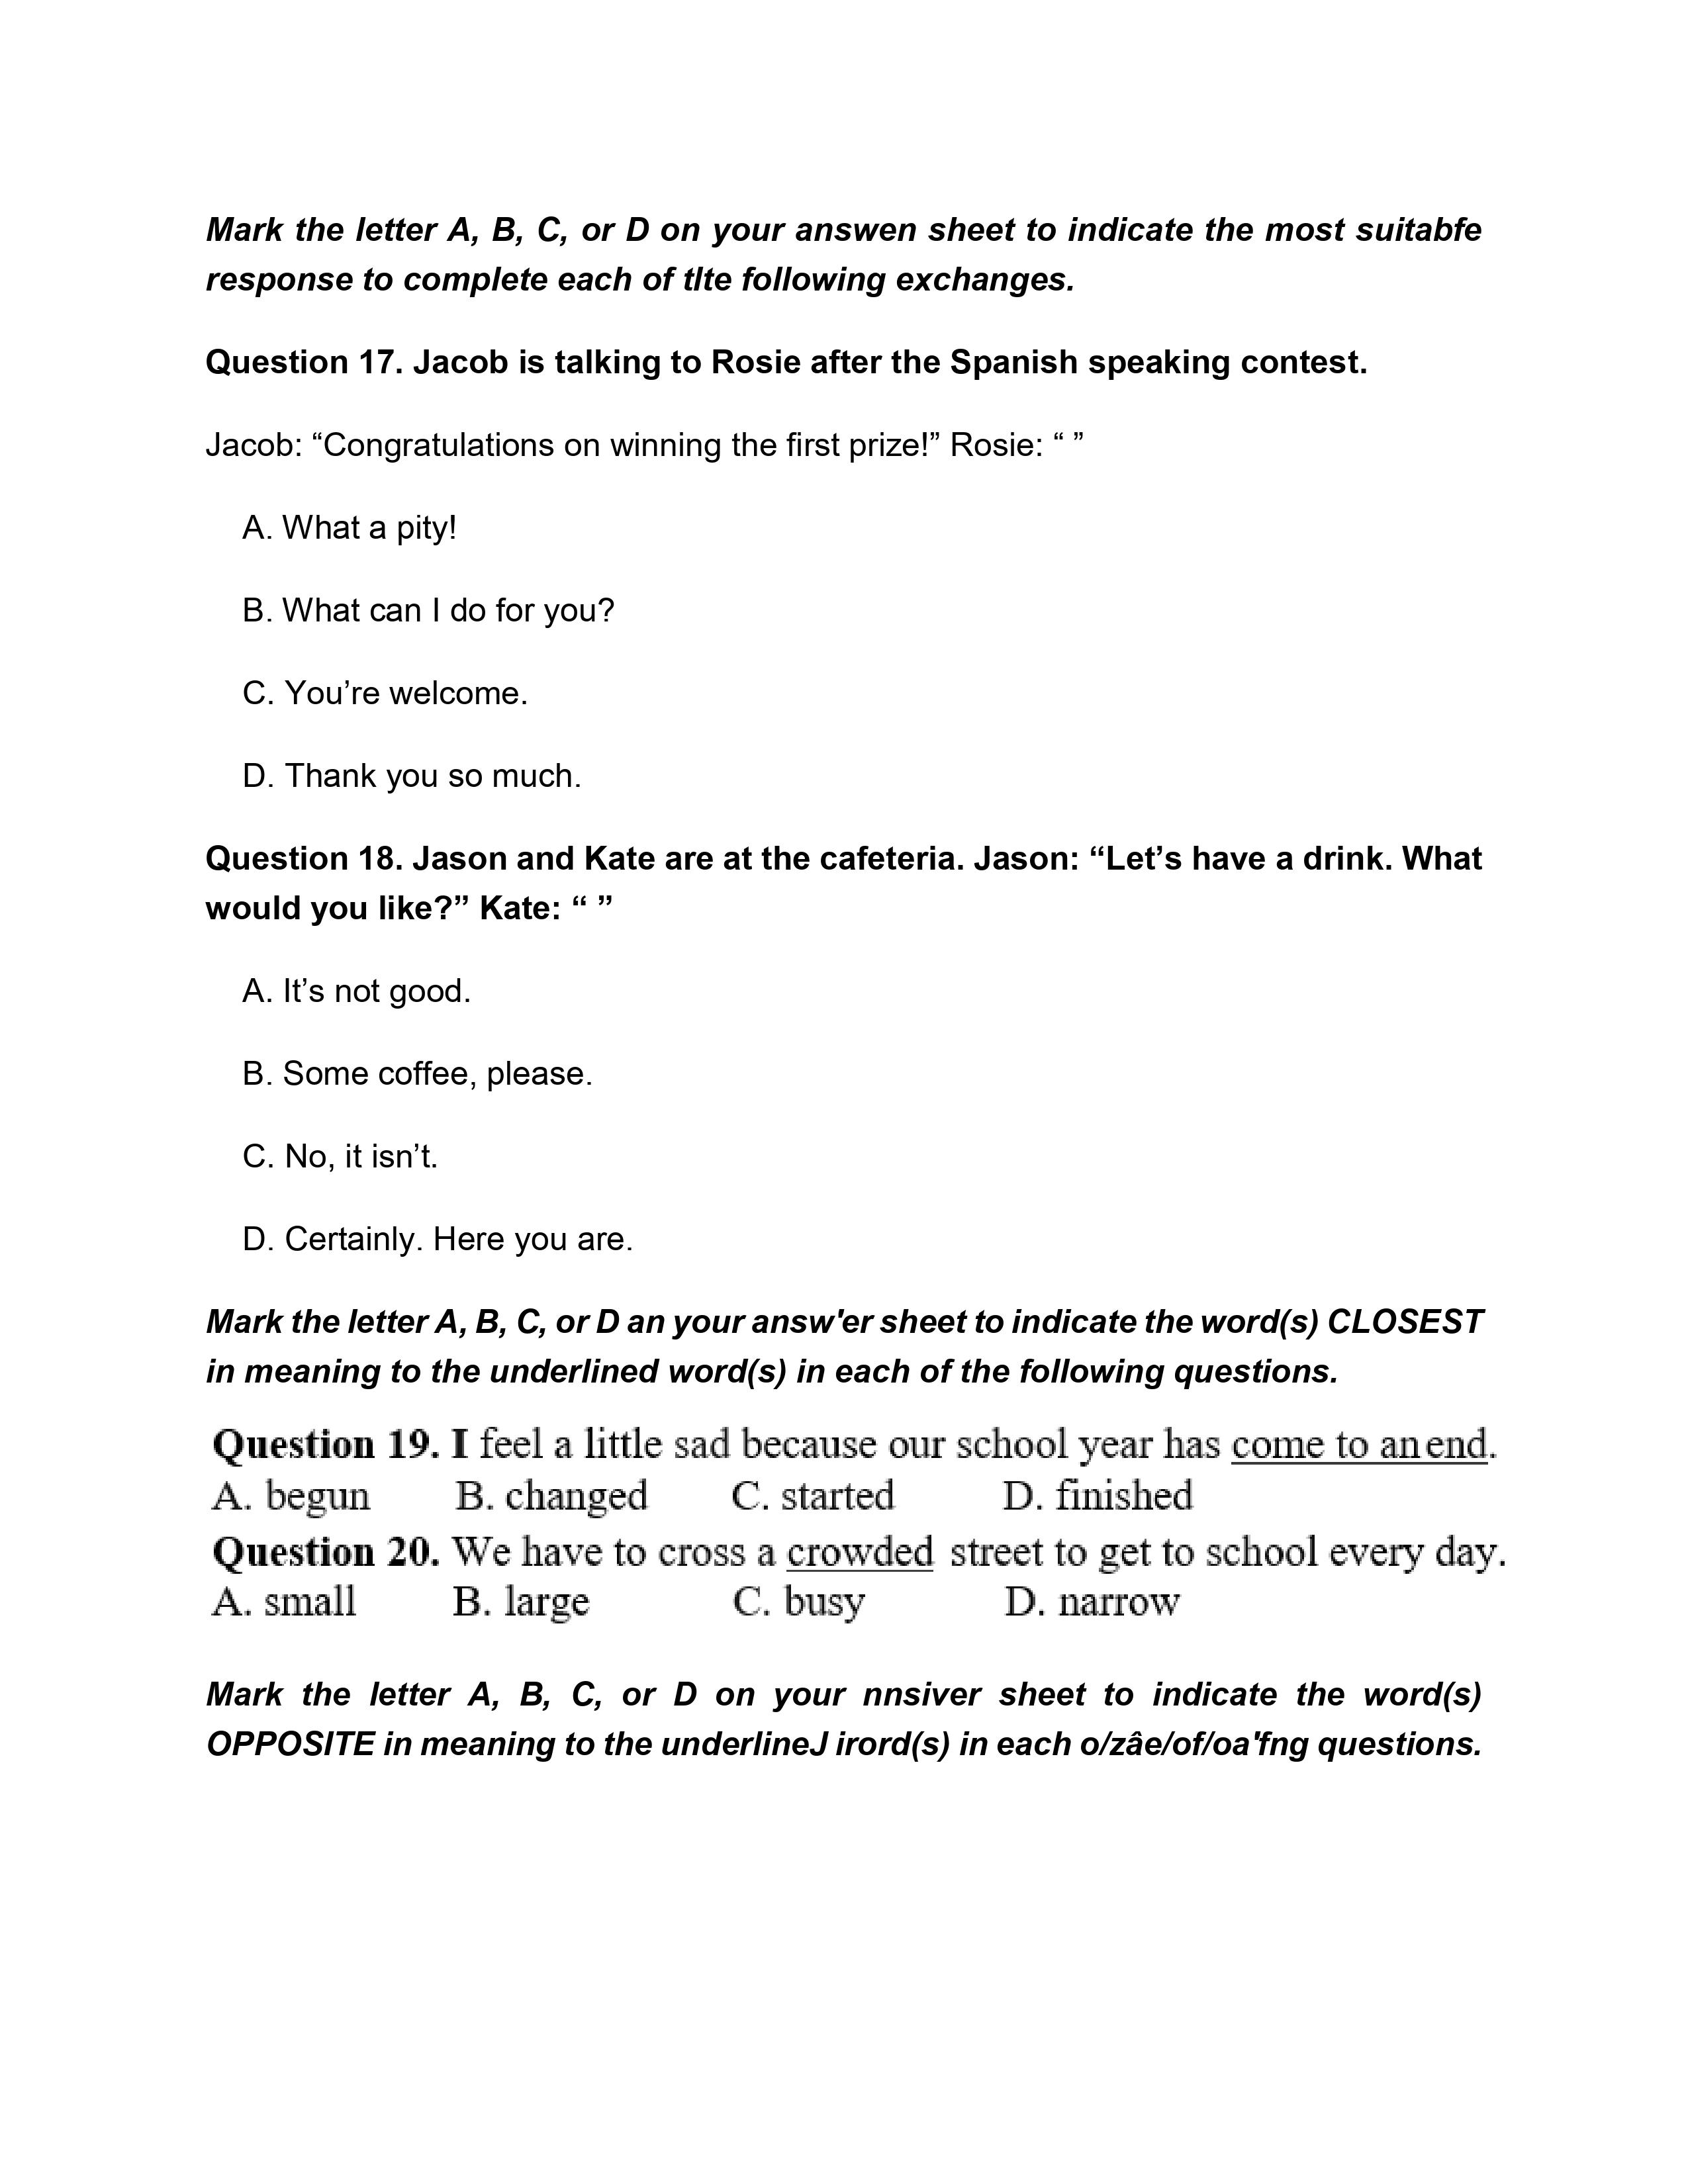 Mark the letter A, B, C, or D on your answen sheet to indicate the most suitabfe
response to complete each of tlte following exchanges.
Question 17. Jacob is talking to Rosie after the Spanish speaking contest.
Jacob: “Congratulations on winning the first prize!” Rosie: “ ”
A. What a pity!
B. What can I do for you?
C. You’re welcome.
D. Thank you so much.
Question 18. Jason and Kate are at the cafeteria. Jason: “Let’s have a drink. What
would you like?” Kate: “ ”
A. It’s not good.
B. Some coffee, please.
C. No, it isn’t.
D. Certainly. Here you are.
Mark the letter A, B, C, or D an your answ'er sheet to indicate the word(s) CLOSEST
in meaning to the underlined word(s) in each of the following questions.
Question 19. I feel a little sad because our school year has come to an end.
A. begun B. changed C. started D. finished
Question 20. We have to cross a crowded street to get to school every day.
A. small B. large C. busy D. narrow
Mark the letter A, B, C, or D on your nnsiver sheet to indicate the word(s)
OPPOSITE in meaning to the underlineJ irord(s) in each o/zâe/of/oa'fng questions.